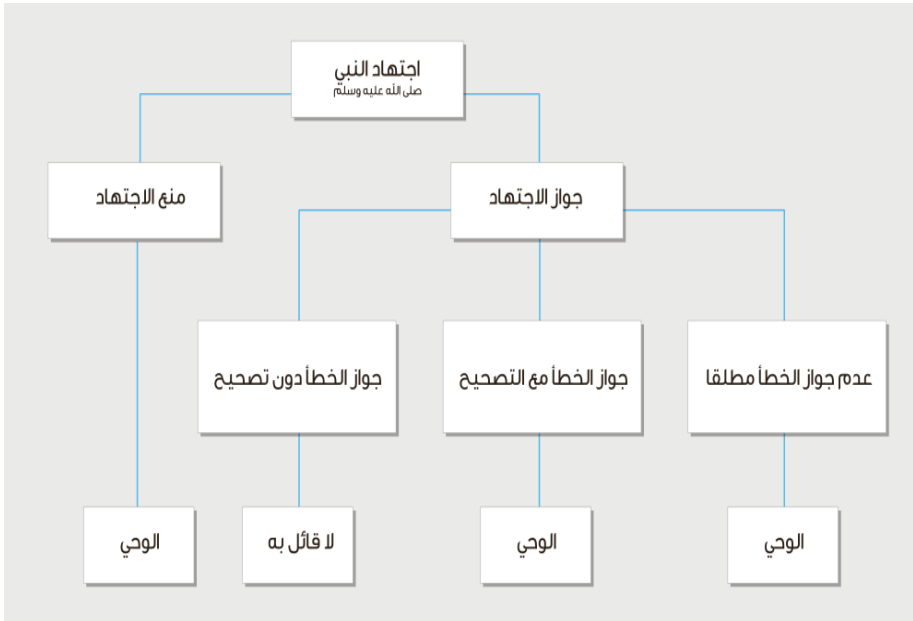 اجتهاد النبي
صلى الله عليه وسلم
جواز الاجتهاد
منع الاجتهاد
عدم جواز الخطأ مطلقا
جواز الخطأ مع التصحيح
جواز الخطأ دون تصحيح
الوحي
الوحي
لا قائل به
الوحي